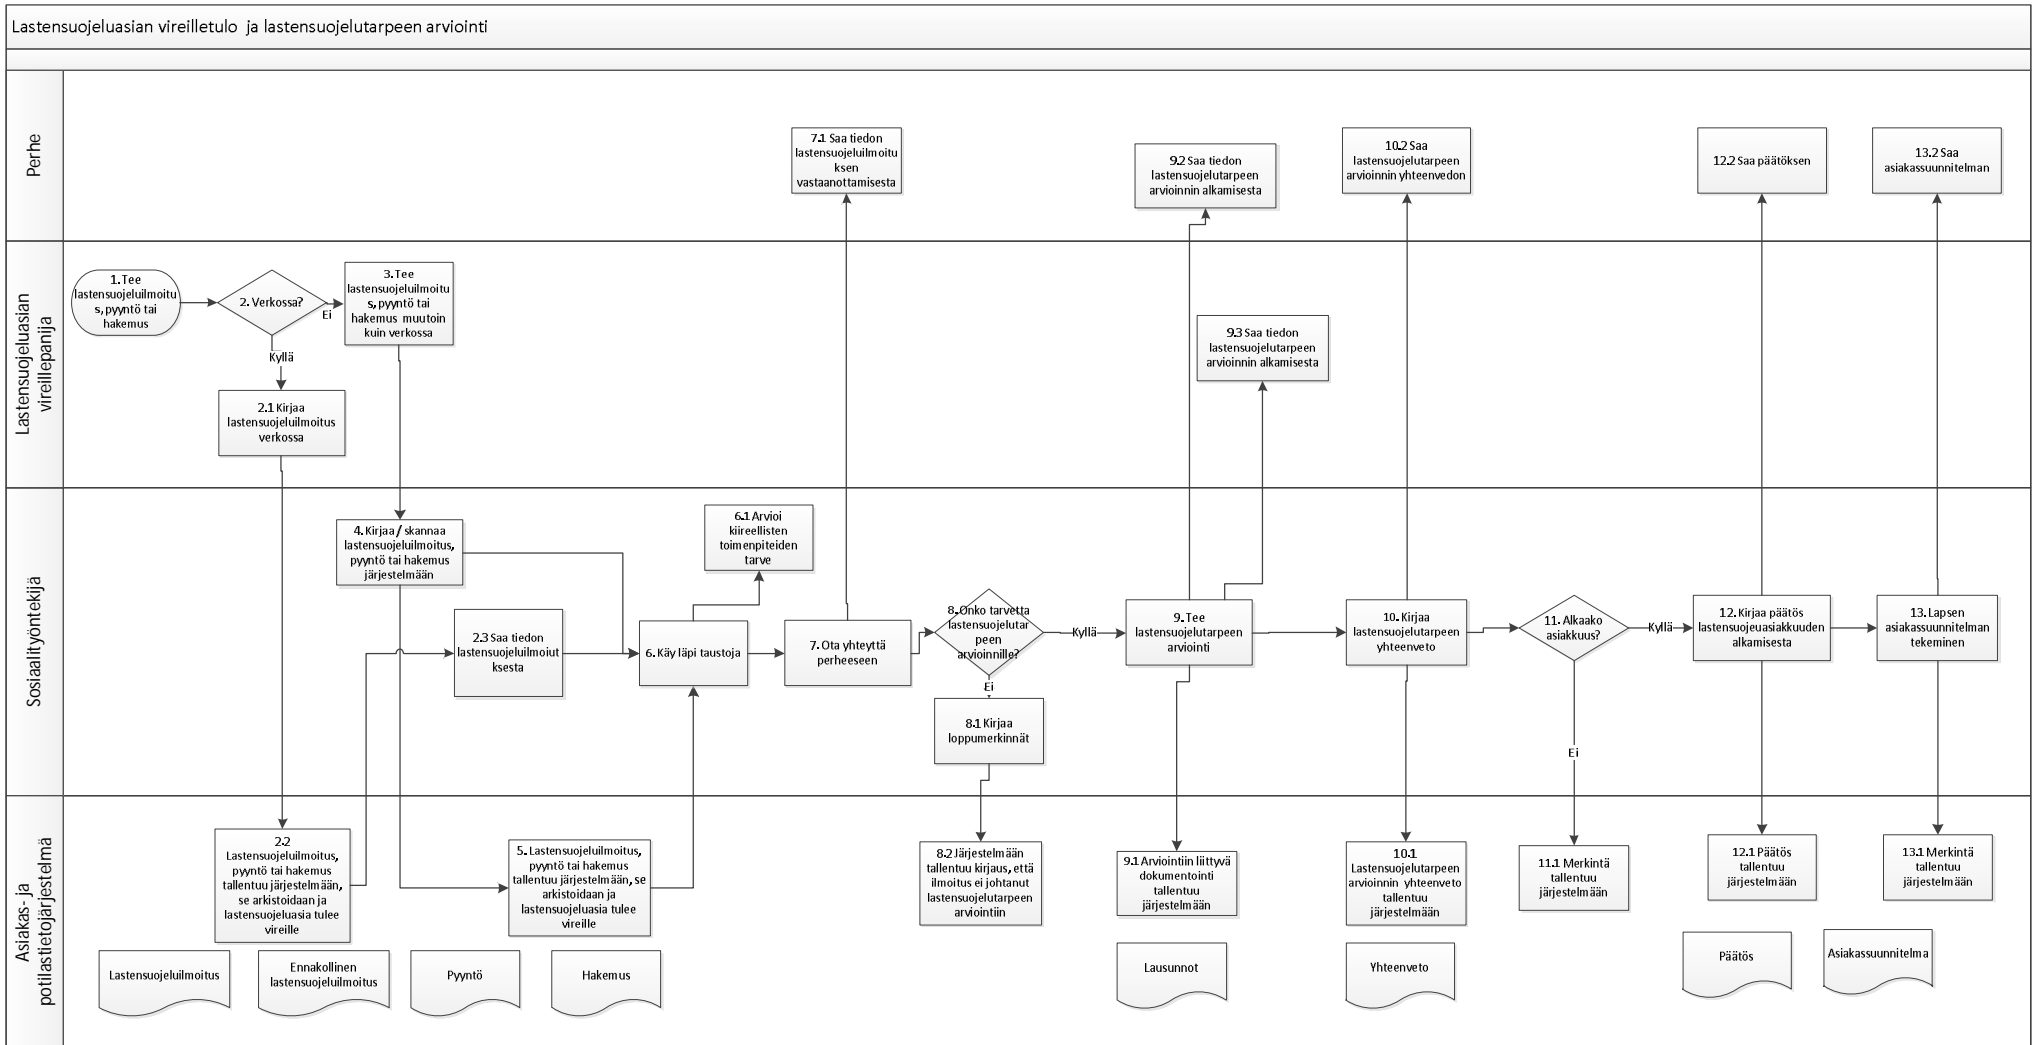 Lastensuojeluasian vireilletulo ja lastensuojelutarpeen arviointi
Perhe
7.1 Saa tiedon
lastensuojeluilmoitu
ksen
vastaanottamisesta
9.2 Saa tiedon
lastensuojelutarpeen
arvioinnin alkamisesta
10.2 Saa
lastensuojelutarpeen
arvioinnin yhteenvedon
12.2 Saa päätöksen
13.2 Saa
asiakassuunnitelman
Lastensuojeluasian
vireillepanija
1. Tee
lastensuojeluilmoitu
s, pyyntö tai
hakemus
2. Verkossa?
Ei
Kyllä
3. Tee
lastensuojeluilmoitu
s, pyyntö tai
hakemus muutoin
kuin verkossa
2.1 Kirjaa
lastensuojeluilmoitus
verkossa
9.3 Saa tiedon
lastensuojelutarpeen
arvioinnin alkamisesta
Sosiaalityöntekijä
4. Kirjaa / skannaa
lastensuojeluilmoitus,
pyyntö tai hakemus
järjestelmään
2.3 Saa tiedon
lastensuojeluilmoiut
ksesta
6.1 Arvioi
kiireellisten
toimenpiteiden
tarve
6. Käy läpi taustoja
7. Ota yhteyttä
perheeseen
8. Onko tarvetta
lastensuojelutar
peen
arvioinnille?
Kyllä
Ei
8.1 Kirjaa
loppumerkinnät
9. Tee
lastensuojelutarpeen
arviointi
10. Kirjaa
lastensuojelutarpeen
yhteenveto
11. Alkaako
asiakkuus?
Kyllä
Ei
12. Kirjaa päätös
lastensuojeuasiakkuuden
alkamisesta
13. Lapsen
asiakassuunnitelman
tekeminen
Asiakas- ja
potilastietojärjestelmä
2.2
Lastensuojeluilmoitus,
pyyntö tai hakemus
tallentuu järjestelmään,
se arkistoidaan ja
lastensuojeluasia tulee
vireille
5. Lastensuojeluilmoitus,
pyyntö tai hakemus
tallentuu järjestelmään, se
arkistoidaan ja
lastensuojeluasia tulee
vireille
8.2 Järjestelmään
tallentuu kirjaus, että
ilmoitus ei johtanut
lastensuojelutarpeen
arviointiin
9.1 Arviointiin liittyvä
dokumentointi
tallentuu
järjestelmään
10.1
Lastensuojelutarpeen
arvioinnin yhteenveto
tallentuu
järjestelmään
11.1 Merkintä
tallentuu
järjestelmään
12.1 Päätös
tallentuu
järjestelmään
13.1 Merkintä
tallentuu
järjestelmään
Lastensuojeluilmoitus
Ennakollinen
lastensuojeluilmoitus
Pyyntö
Hakemus
Lausunnot
Yhteenveto
Päätös
Asiakassuunnitelma